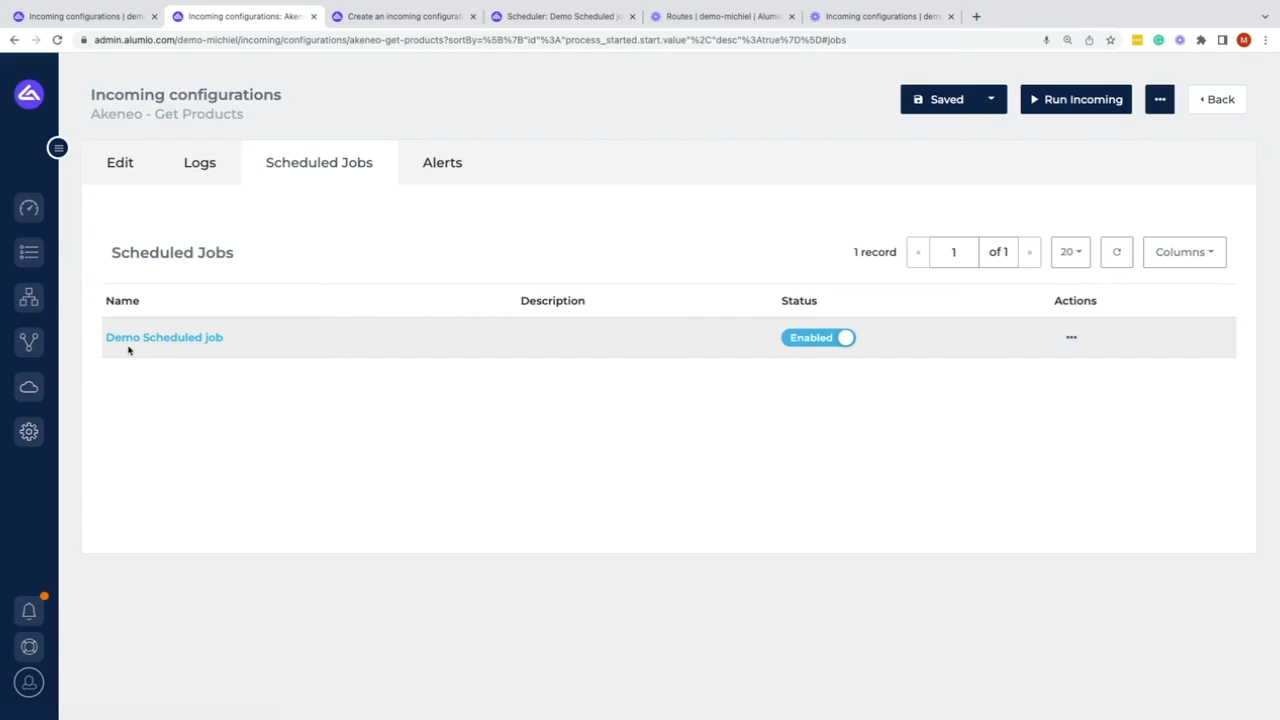 Incoming configurations | dem
Incoming configurations: Aken
Create an incoming configurat
Scheduler: Demo Scheduled jo
Routes | demo-michiel | Alumio
Incoming configurations | dem
admin.alumio.com/demo-michiel/incoming/configurations/akeneo-get-products?sortBy=%5B%7B"id"%3A"process_started.start.value"%2C"desc"%3Atrue%7D%5D#jobs
M
Incoming configurations
Akeneo - Get Products
Saved
Run Incoming
Back
Edit
Logs
Scheduled Jobs
Alerts
Scheduled Jobs
1 record
«
1
of 1
»
20
Columns
Name
Description
Status
Actions
Demo Scheduled job
Enabled